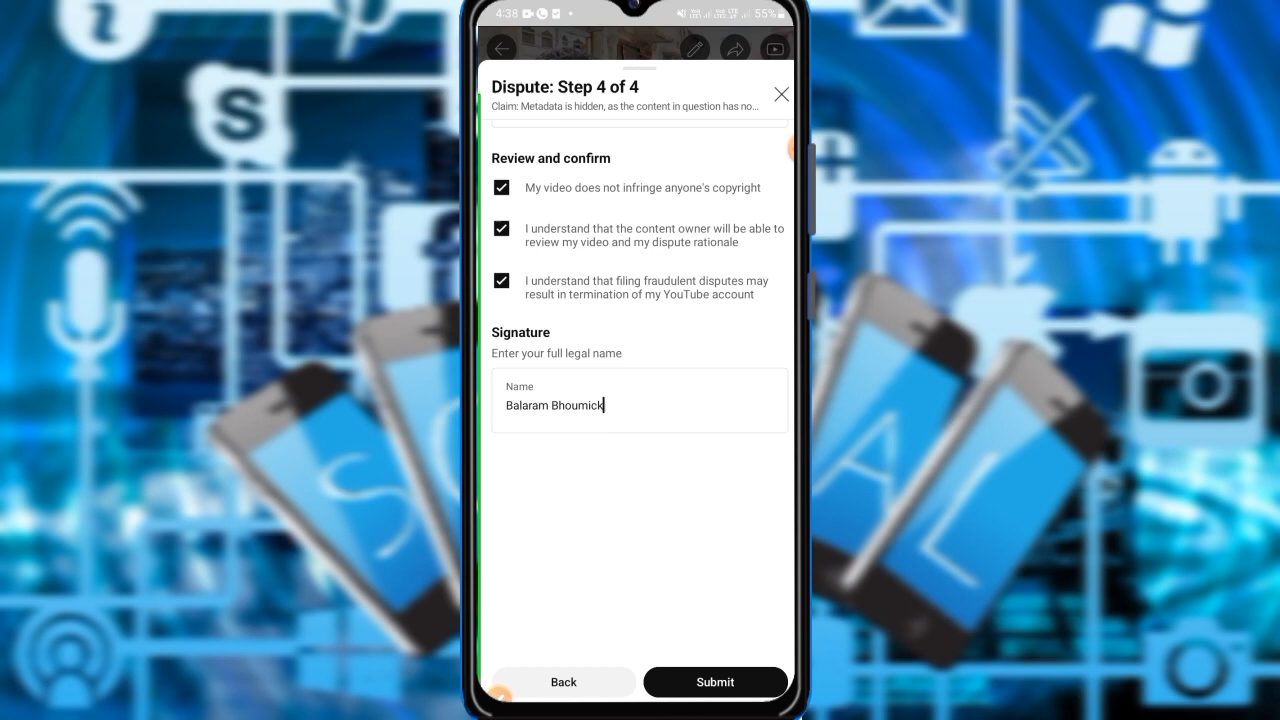 4:38
55%
Dispute: Step 4 of 4
Claim: Metadata is hidden, as the content in question has no...
Review and confirm
My video does not infringe anyone's copyright
I understand that the content owner will be able to
review my video and my dispute rationale
I understand that filing fraudulent disputes may
result in termination of my YouTube account
Signature
Enter your full legal name
Name
Balaram Bhoumick
Back
Submit
S
A
L